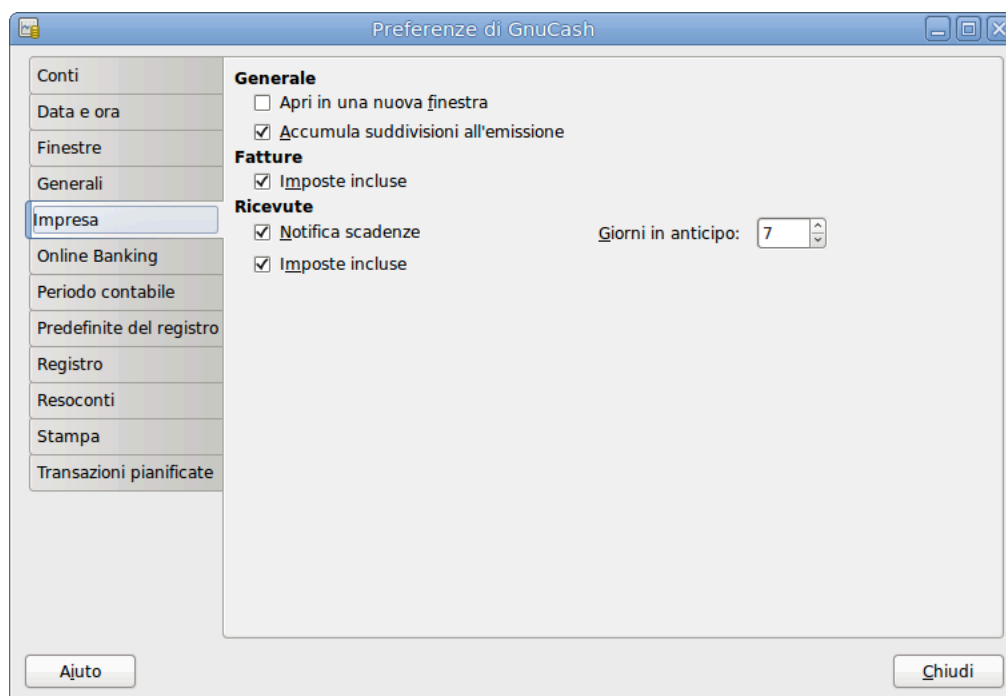 Preferenze di GnuCash
Conti
Data e ora
Finestre
Generali
Impresa
Online Banking
Periodo contabile
Predefinite del registro
Registro
Resoconti
Stampa
Transazioni pianificate
Generale
Apri in una nuova finestra
Accumula suddivisioni all'emissione
Fatture
Imposte incluse
Ricevute
Notifica scadenze Giorni in anticipo: 7
Imposte incluse
Aiuto Chiudi